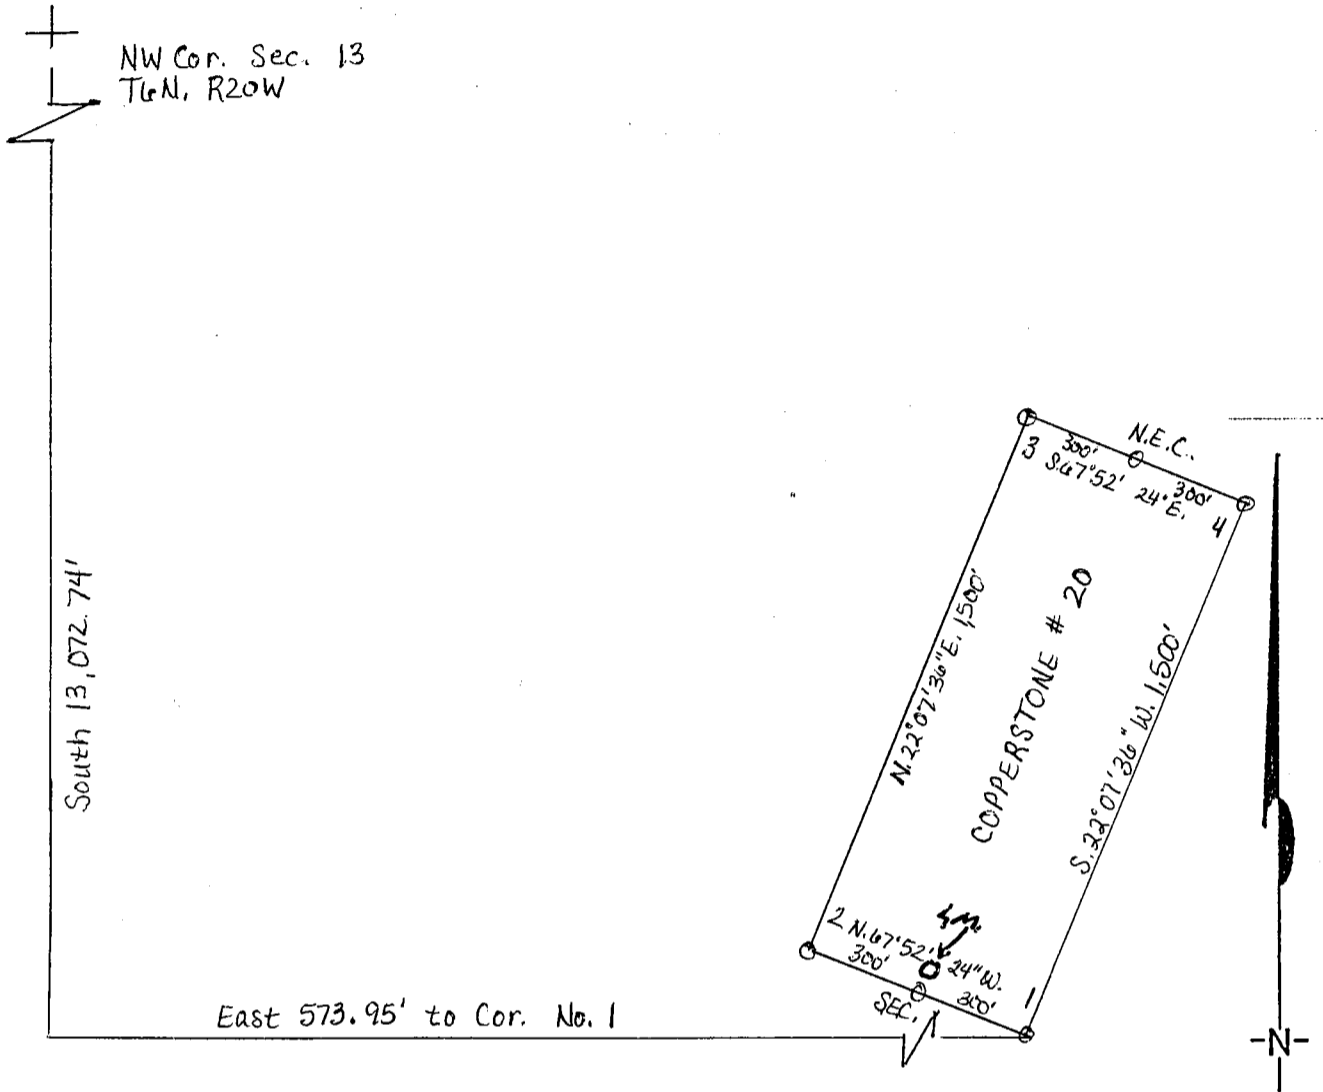 NW Cor. Sec. 13
T6N, R20W
South 13,072.74'
East 573.95' to Cor. No. 1
N.E.C.
300'
300'
3
S.67°52' 24" E.
4
N.22°07'36"E. 1,500'
COPPERSTONE # 20
S.22°07'36" W. 1,500'
2
N.67°52' 24"W.
300'
300'
SEC.
1
-N-